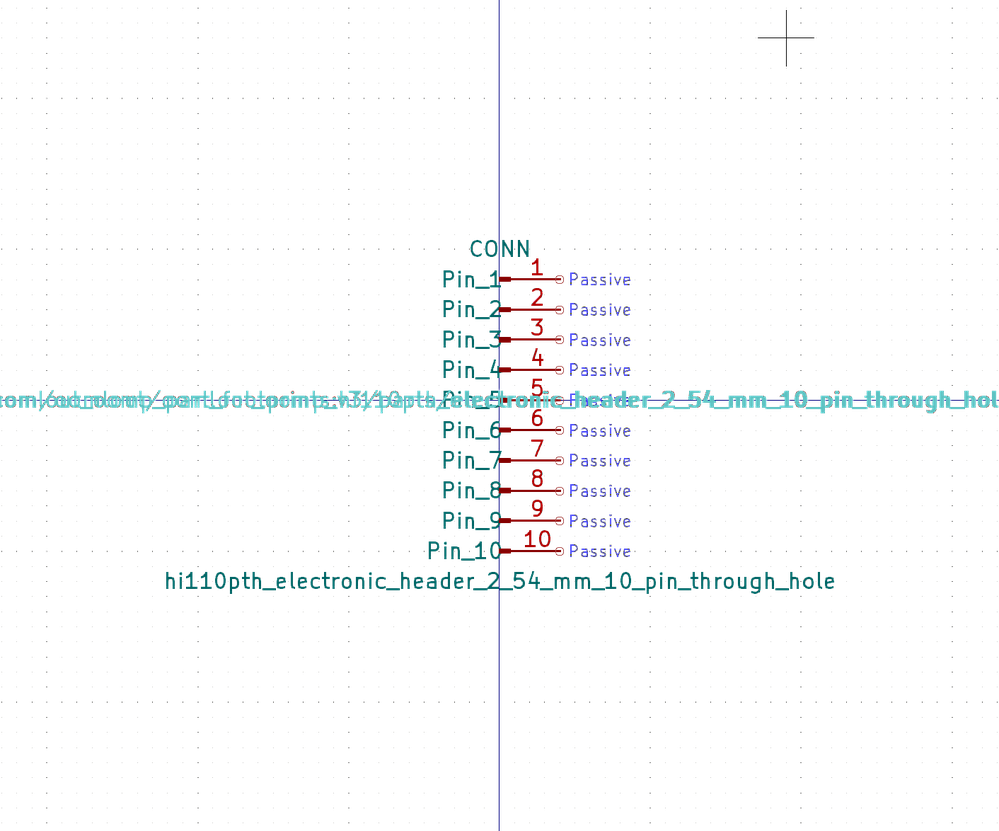 CONN
Pin_1 1 Passive
Pin_2 2 Passive
Pin_3 3 Passive
Pin_4 4 Passive
5
Pin_6 6 Passive
Pin_7 7 Passive
Pin_8 8 Passive
Pin_9 9 Passive
Pin_10 10 Passive
hi110pth_electronic_header_2_54_mm_10_pin_through_hole